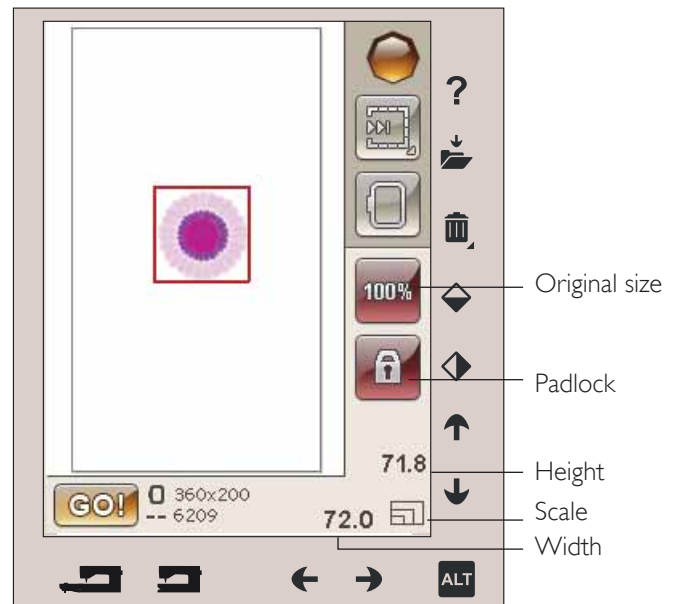 ?
100%
Original size
Padlock
71.8
Height
GO! 360x200
-- 6209
72.0
Scale
Width
ALT